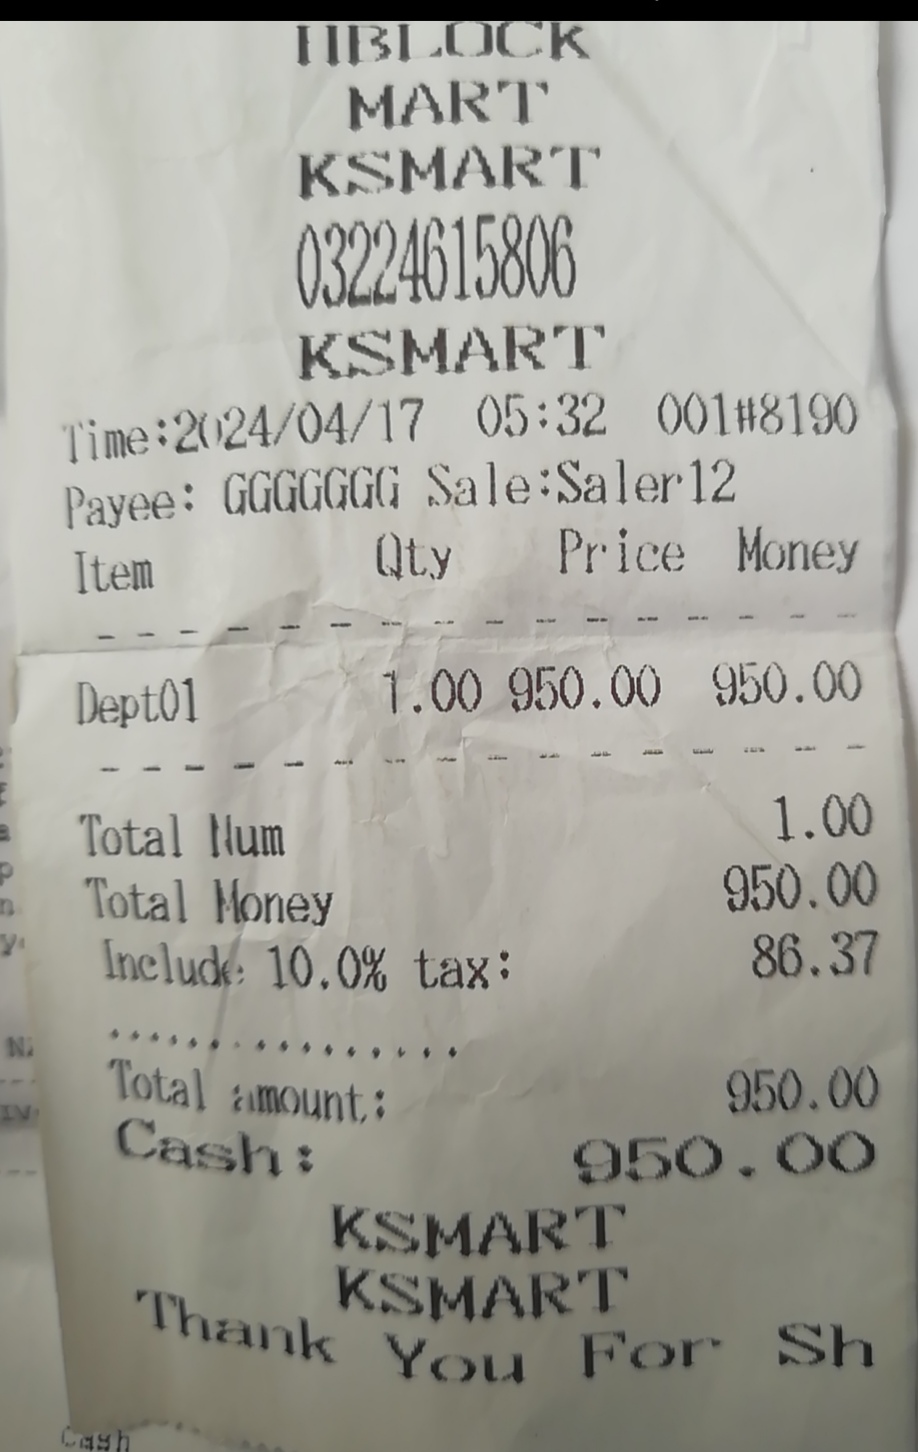 MART
KSMART
03224615806
KSMART
Time:2024/04/17 05:32 001#8190
Payee: GGGGGGG Sale:Saler12
Item Qty Price Money
Dept01 1.00 950.00 950.00
Total Num 1.00
Total Money 950.00
Include 10.0% tax: 86.37
................
Total amount: 950.00
Cash: 950.00
KSMART
KSMART
Thank You For Sh
Cash